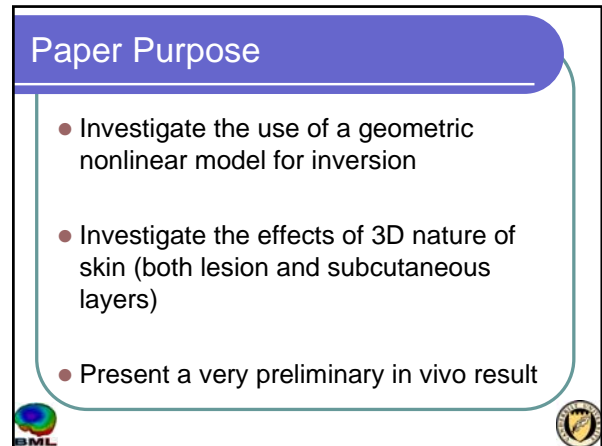 Paper Purpose
• Investigate the use of a geometric
nonlinear model for inversion
• Investigate the effects of 3D nature of
skin (both lesion and subcutaneous
layers)
• Present a very preliminary in vivo result
BML